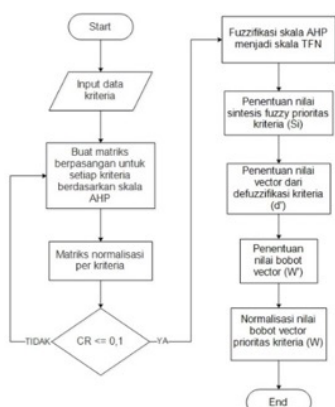 Start
Input data
kriteria
Buat matriks
berpasangan untuk
setiap kriteria
berdasarkan skala
AHP
Matriks normalisasi
per kriteria
CR <= 0,1
TIDAK
YA
Fuzzifikasi skala AHP
menjadi skala TFN
Penentuan nilai
sintesis fuzzy prioritas
kriteria (Si)
Penentuan nilai
vector dari
defuzzifikasi kriteria
(d')
Penentuan
nilai bobot
vector (W')
Normalisasi nilai
bobot vector
prioritas kriteria (W)
End